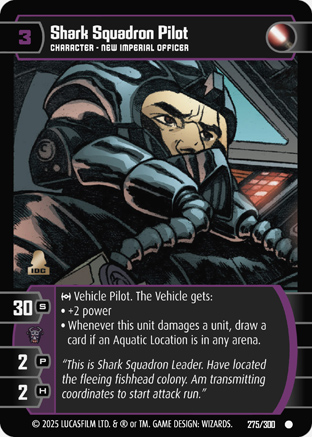 3
Shark Squadron Pilot
CHARACTER - NEW IMPERIAL OFFICER
IDC
30 S
Vehicle Pilot. The Vehicle gets:
• +2 power
• Whenever this unit damages a unit, draw a
card if an Aquatic Location is in any arena.
2 P
"This is Shark Squadron Leader. Have located
the fleeing fishhead colony. Am transmitting
2 H
coordinates to start attack run."
© 2025 LUCASFILM LTD. & ® or TM. GAME DESIGN: WIZARDS. 275/300